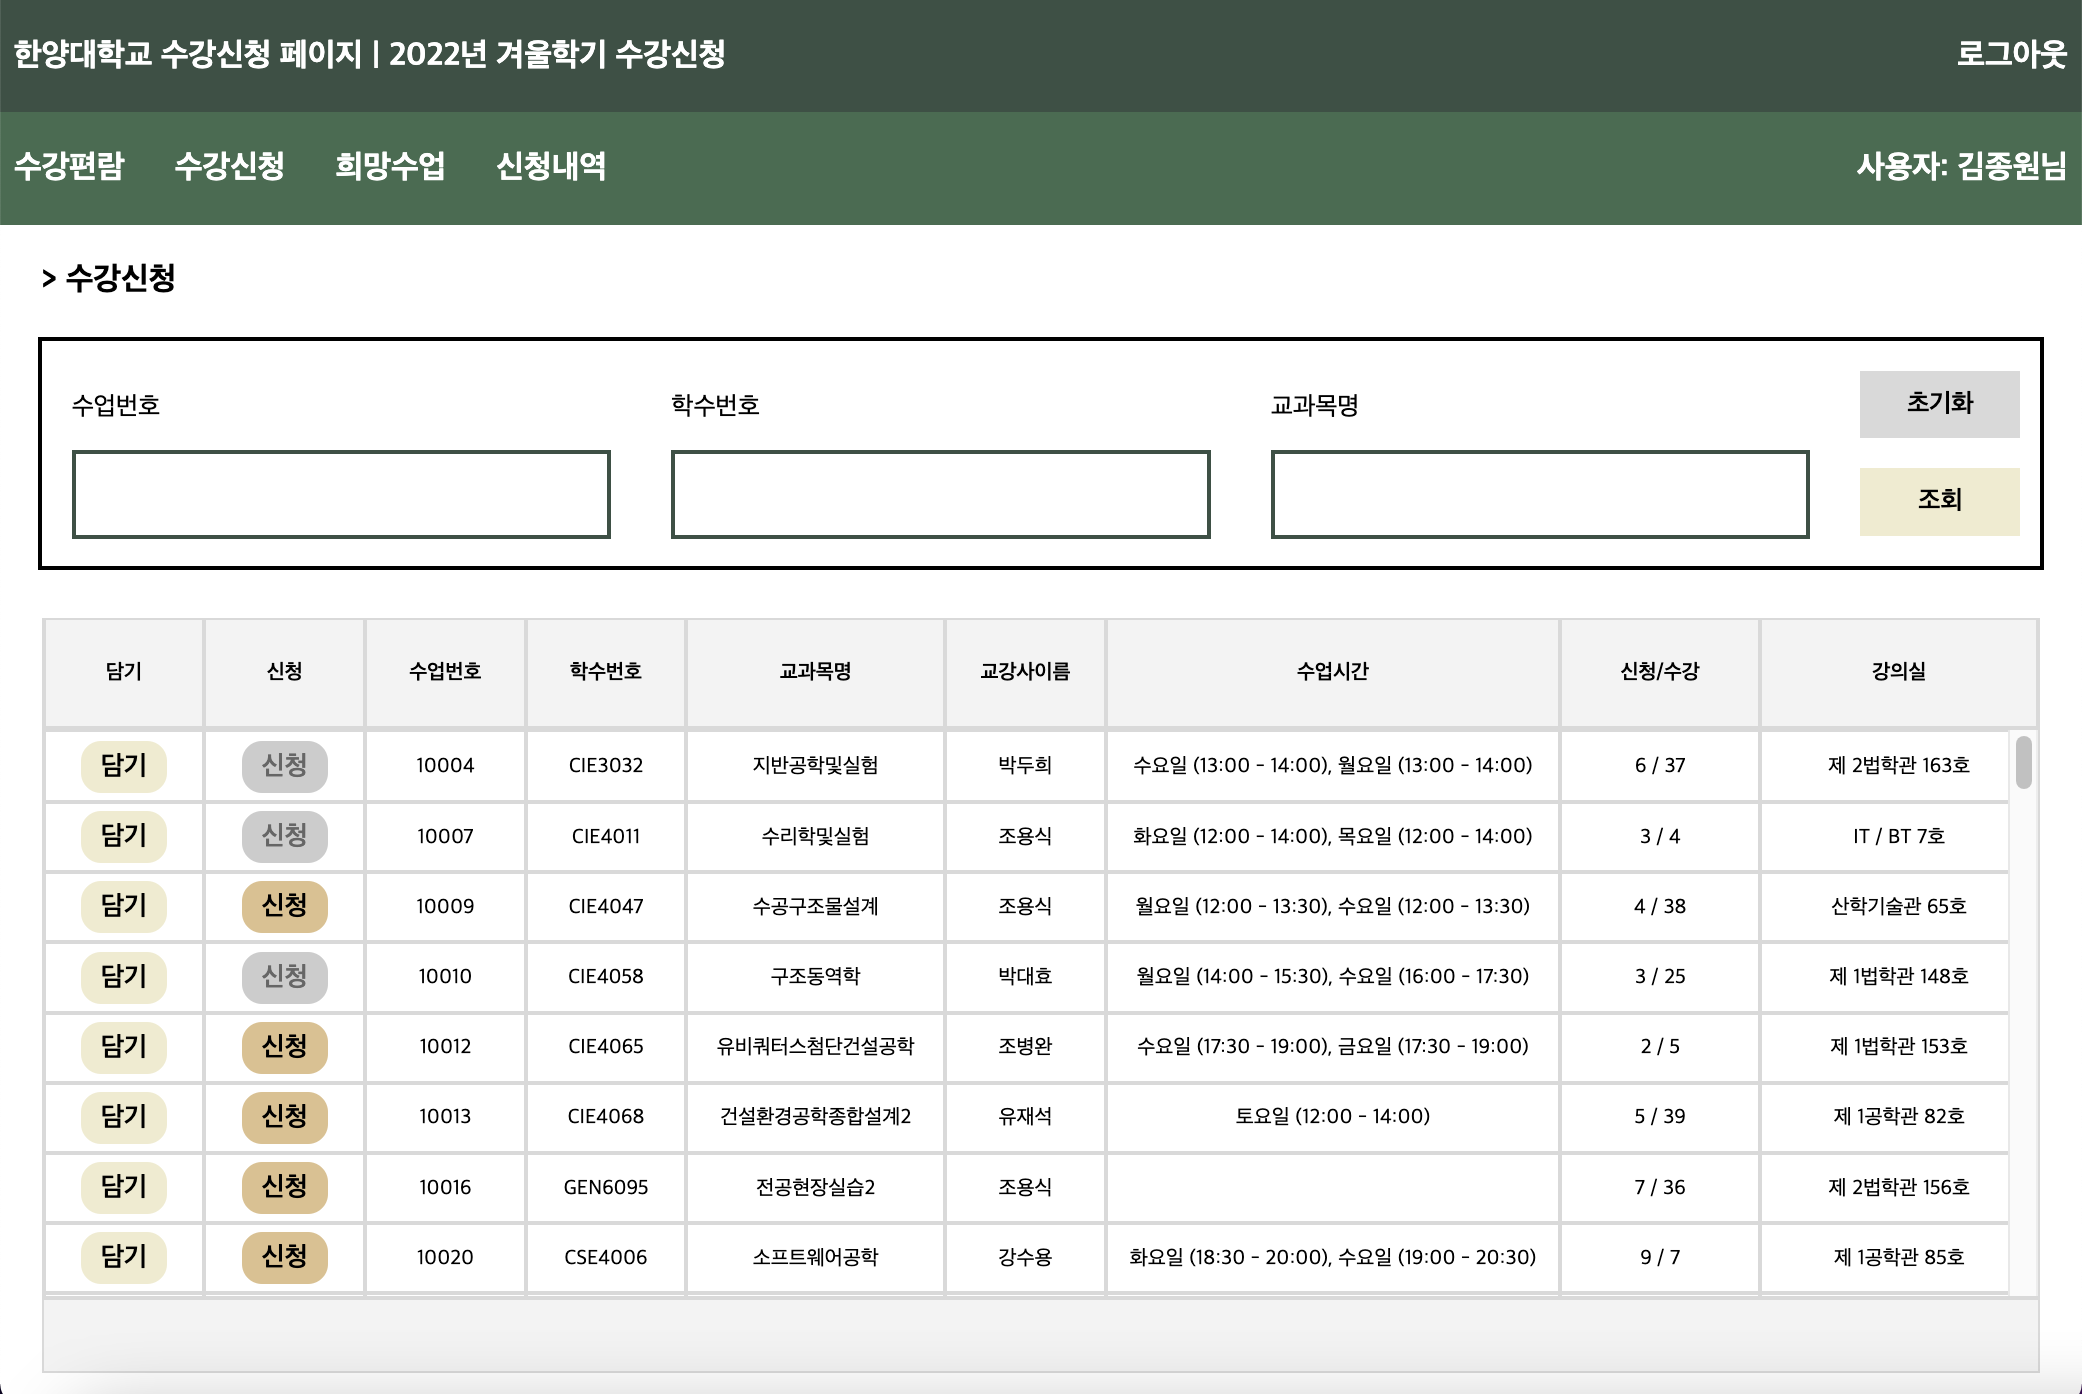 한양대학교 수강신청 페이지 | 2022년 겨울학기 수강신청 로그아웃
수강편람 수강신청 희망수업 신청내역 사용자: 김종원님
> 수강신청
수업번호 학수번호 교과목명 초기화
조회
담기 신청 수업번호 학수번호 교과목명 교강사이름 수업시간 신청/수강 강의실
담기 신청 10004 CIE3032 지반공학및실험 박두희 수요일 (13:00 - 14:00), 월요일 (13:00 - 14:00) 6 / 37 제 2법학관 163호
담기 신청 10007 CIE4011 수리학및실험 조용식 화요일 (12:00 - 14:00), 목요일 (12:00 - 14:00) 3 / 4 IT / BT 7호
담기 신청 10009 CIE4047 수공구조물설계 조용식 월요일 (12:00 - 13:30), 수요일 (12:00 - 13:30) 4 / 38 산학기술관 65호
담기 신청 10010 CIE4058 구조동역학 박대효 월요일 (14:00 - 15:30), 수요일 (16:00 - 17:30) 3 / 25 제 1법학관 148호
담기 신청 10012 CIE4065 유비쿼터스첨단건설공학 조병완 수요일 (17:30 - 19:00), 금요일 (17:30 - 19:00) 2 / 5 제 1법학관 153호
담기 신청 10013 CIE4068 건설환경공학종합설계2 유재석 토요일 (12:00 - 14:00) 5 / 39 제 1공학관 82호
담기 신청 10016 GEN6095 전공현장실습2 조용식 7 / 36 제 2법학관 156호
담기 신청 10020 CSE4006 소프트웨어공학 강수용 화요일 (18:30 - 20:00), 수요일 (19:00 - 20:30) 9 / 7 제 1공학관 85호